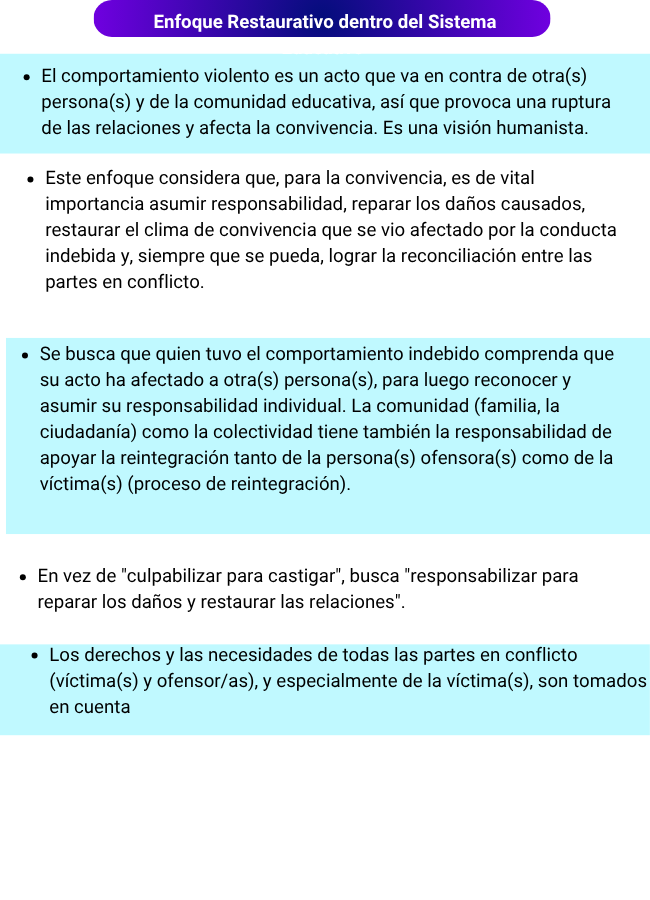 Enfoque Restaurativo dentro del Sistema
• El comportamiento violento es un acto que va en contra de otra(s)
persona(s) y de la comunidad educativa, así que provoca una ruptura
de las relaciones y afecta la convivencia. Es una visión humanista.
• Este enfoque considera que, para la convivencia, es de vital
importancia asumir responsabilidad, reparar los daños causados,
restaurar el clima de convivencia que se vio afectado por la conducta
indebida y, siempre que se pueda, lograr la reconciliación entre las
partes en conflicto.
• Se busca que quien tuvo el comportamiento indebido comprenda que
su acto ha afectado a otra(s) persona(s), para luego reconocer y
asumir su responsabilidad individual. La comunidad (familia, la
ciudadanía) como la colectividad tiene también la responsabilidad de
apoyar la reintegración tanto de la persona(s) ofensora(s) como de la
víctima(s) (proceso de reintegración).
• En vez de "culpabilizar para castigar", busca "responsabilizar para
reparar los daños y restaurar las relaciones".
• Los derechos y las necesidades de todas las partes en conflicto
(víctima(s) y ofensor/as), y especialmente de la víctima(s), son tomados
en cuenta